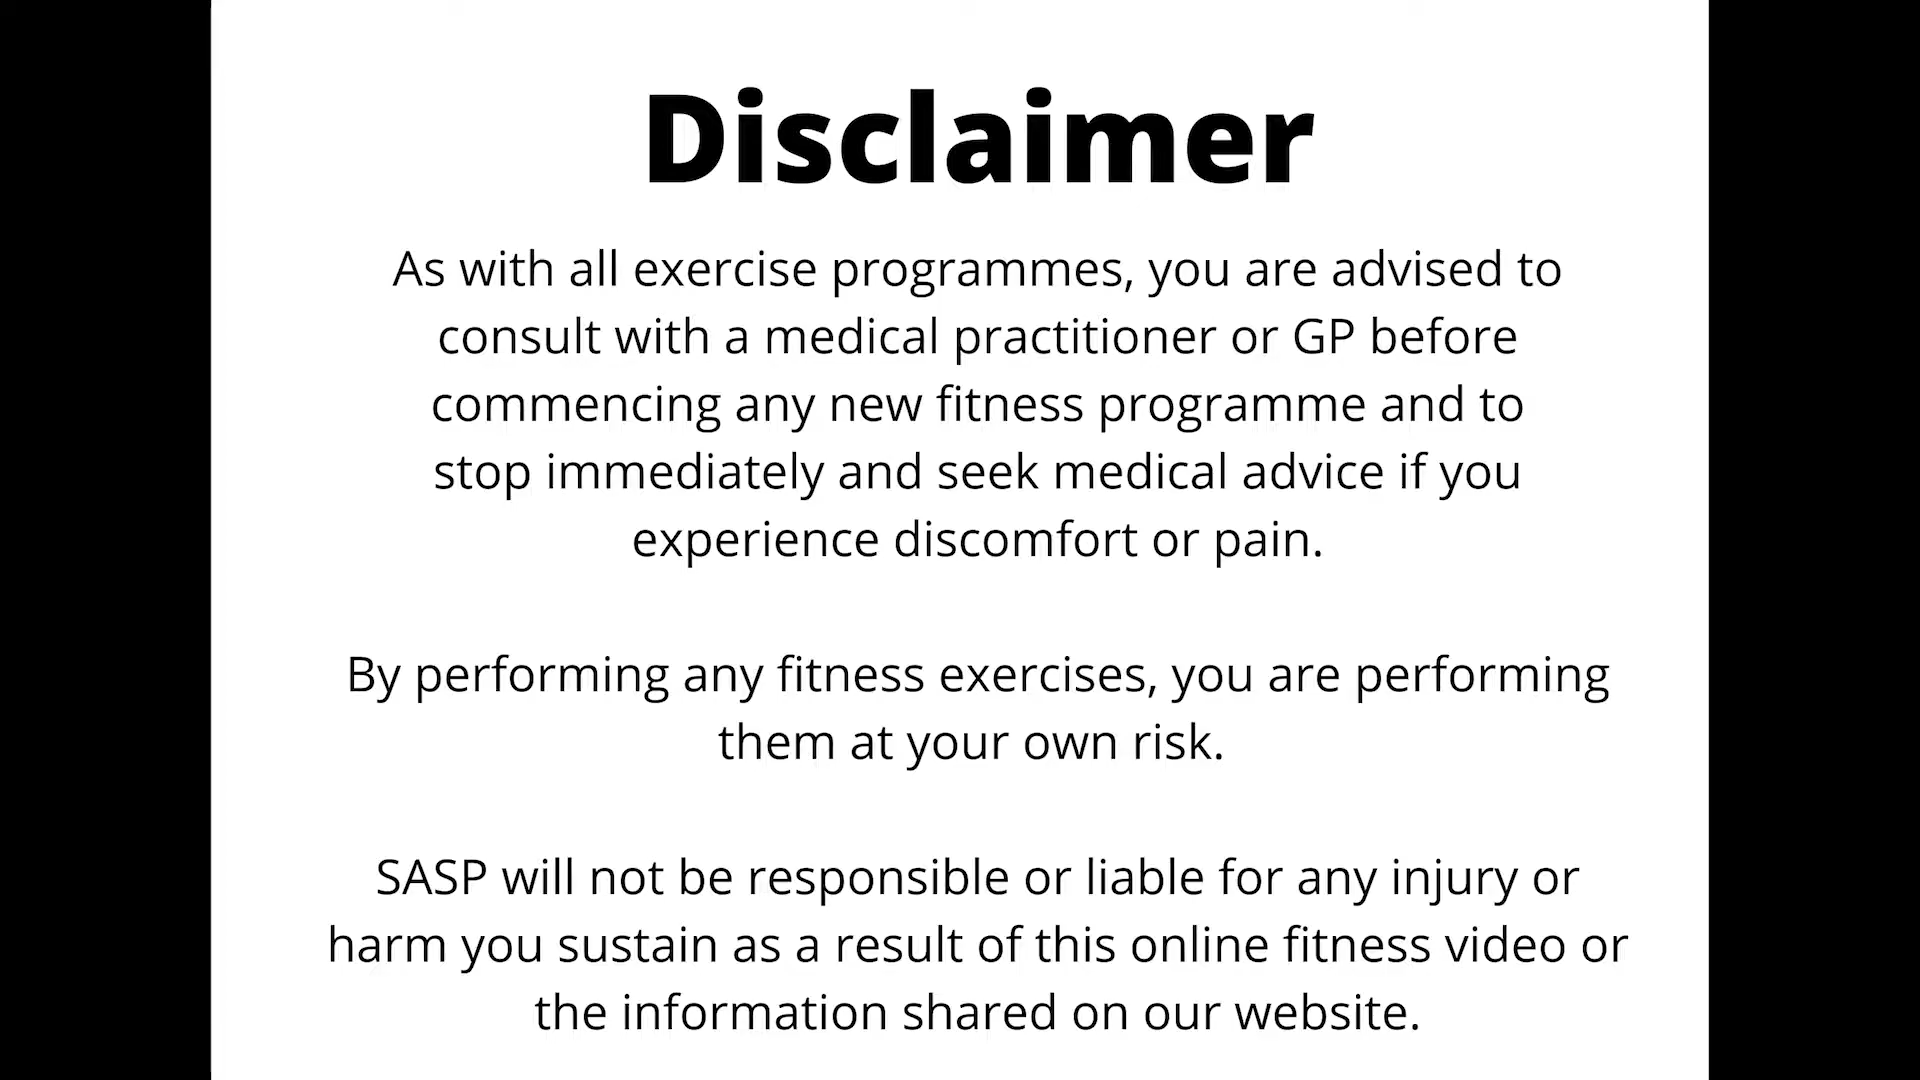 Disclaimer
As with all exercise programmes, you are advised to
consult with a medical practitioner or GP before
commencing any new fitness programme and to
stop immediately and seek medical advice if you
experience discomfort or pain.
By performing any fitness exercises, you are performing
them at your own risk.
SASP will not be responsible or liable for any injury or
harm you sustain as a result of this online fitness video or
the information shared on our website.